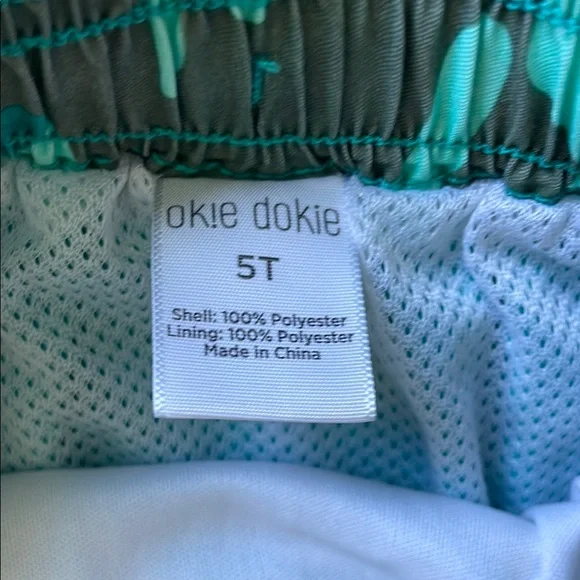 okie dokie
5T
Shell: 100% Polyester
Lining: 100% Polyester
Made in China